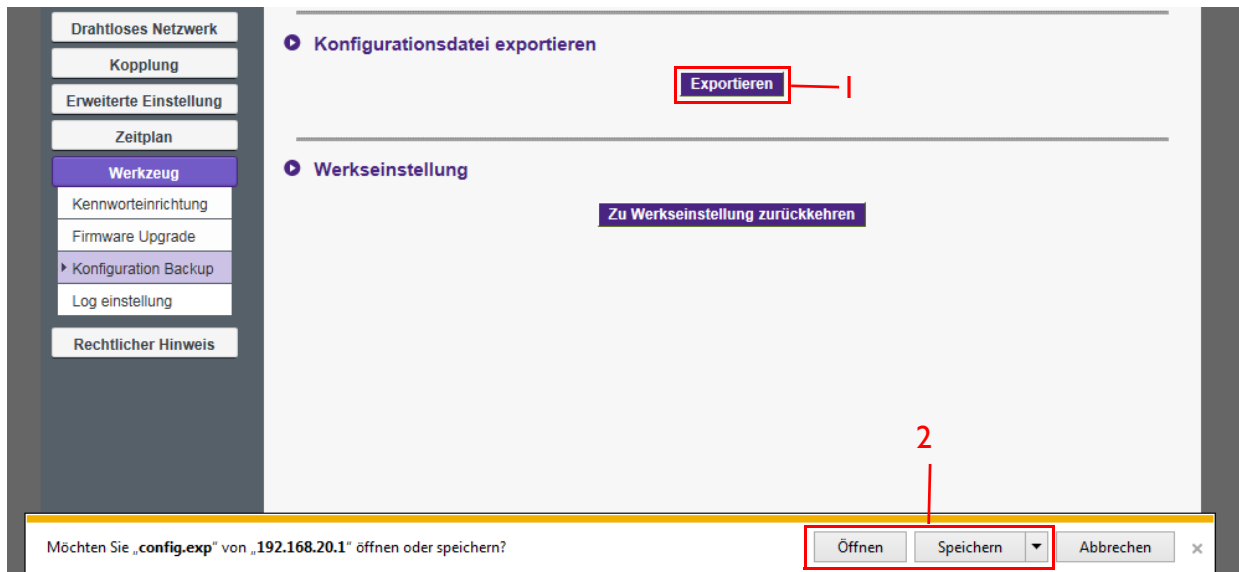 Drahtloses Netzwerk
Kopplung
Erweiterte Einstellung
Zeitplan
Werkzeug
Kennworteinrichtung
Firmware Upgrade
Konfiguration Backup
Log einstellung
Rechtlicher Hinweis
Konfigurationsdatei exportieren
Exportieren
1
Werkseinstellung
Zu Werkseinstellung zurückkehren
2
Möchten Sie „config.exp“ von „192.168.20.1“ öffnen oder speichern?
Öffnen
Speichern
Abbrechen